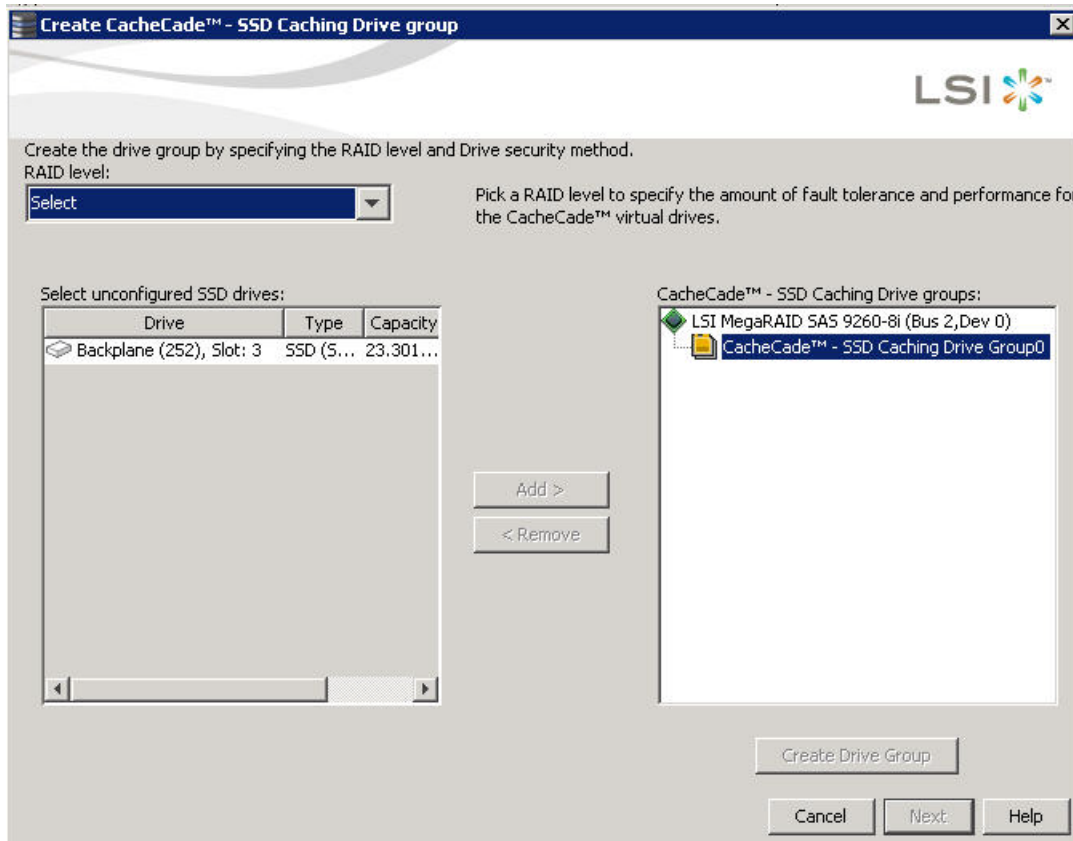 Create CacheCade™ - SSD Caching Drive group
LSI
Create the drive group by specifying the RAID level and Drive security method.
RAID level:
Select
Pick a RAID level to specify the amount of fault tolerance and performance fo
the CacheCade™ virtual drives.
Select unconfigured SSD drives:
Drive Type Capacity
Backplane (252), Slot: 3 SSD (S... 23.301...
Add >
< Remove
CacheCade™ - SSD Caching Drive groups:
LSI MegaRAID SAS 9260-8i (Bus 2,Dev 0)
CacheCade™ - SSD Caching Drive Group0
Create Drive Group
Cancel Next Help